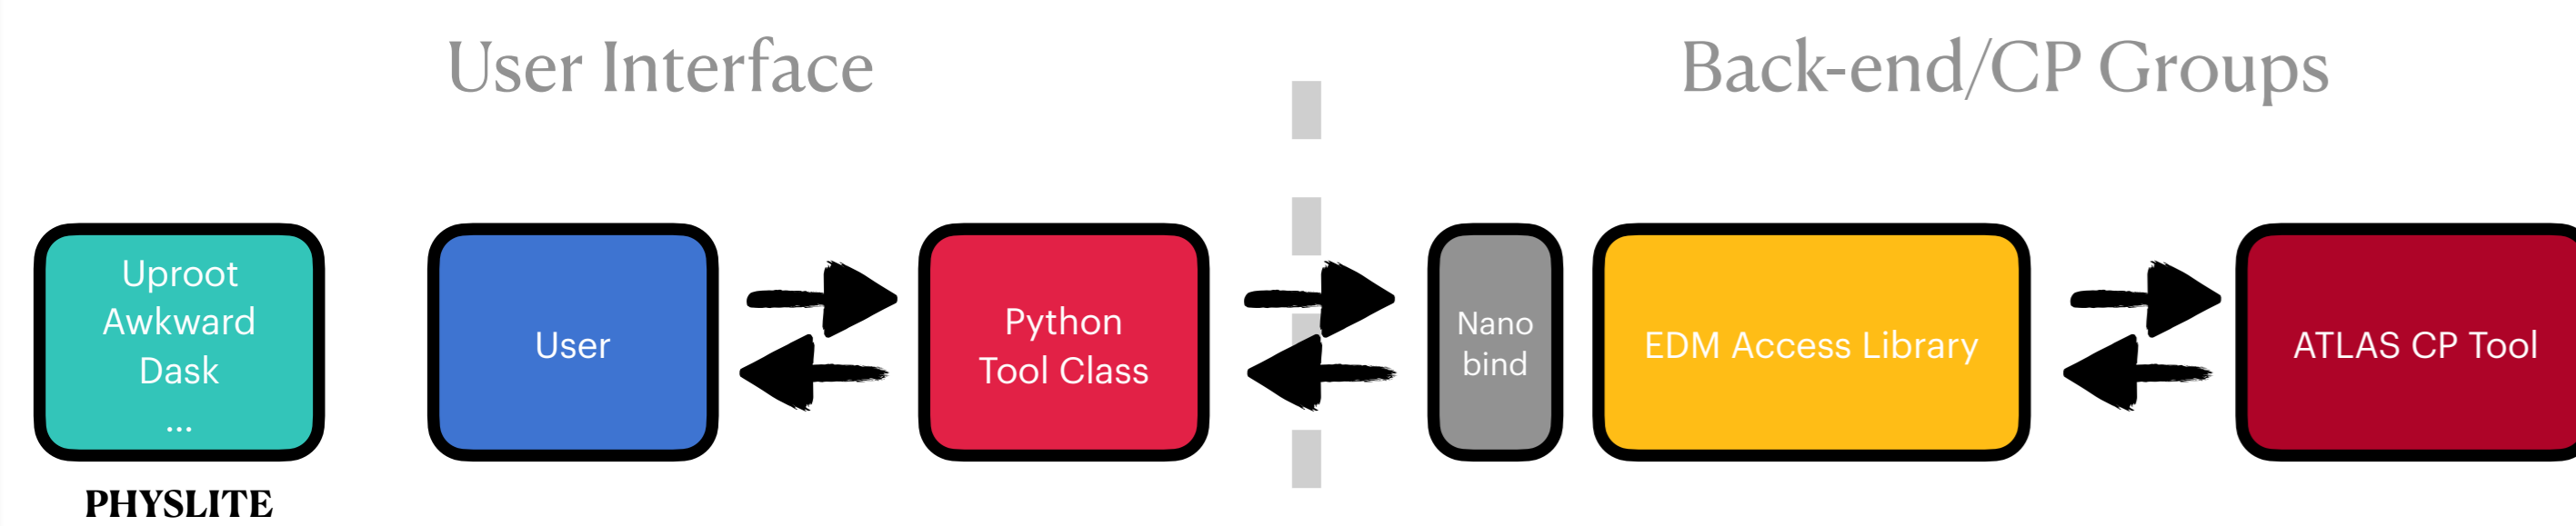 User Interface
Back-end/CP Groups
Uproot
Awkward
Dask
...
PHYSLITE
User
Python
Tool Class
Nano
bind
EDM Access Library
ATLAS CP Tool